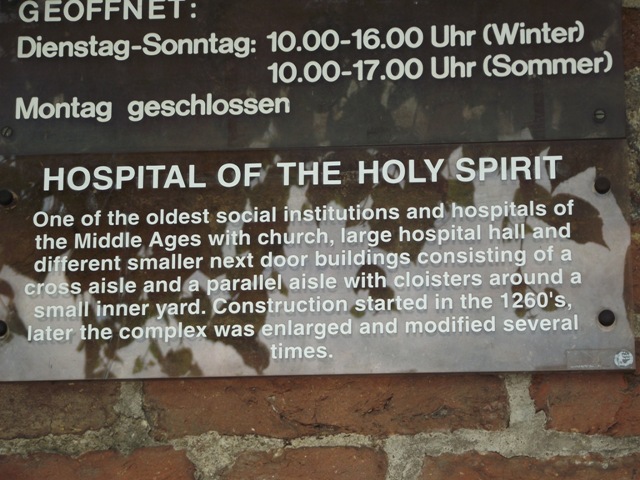 GEÖFFNET:
Dienstag-Sonntag: 10.00-16.00 Uhr (Winter)
10.00-17.00 Uhr (Sommer)
Montag geschlossen
HOSPITAL OF THE HOLY SPIRIT
One of the oldest social institutions and hospitals of
the Middle Ages with church, large hospital hall and
different smaller next door buildings consisting of a
cross aisle and a parallel aisle with cloisters around a
small inner yard. Construction started in the 1260's,
later the complex was enlarged and modified several
times.